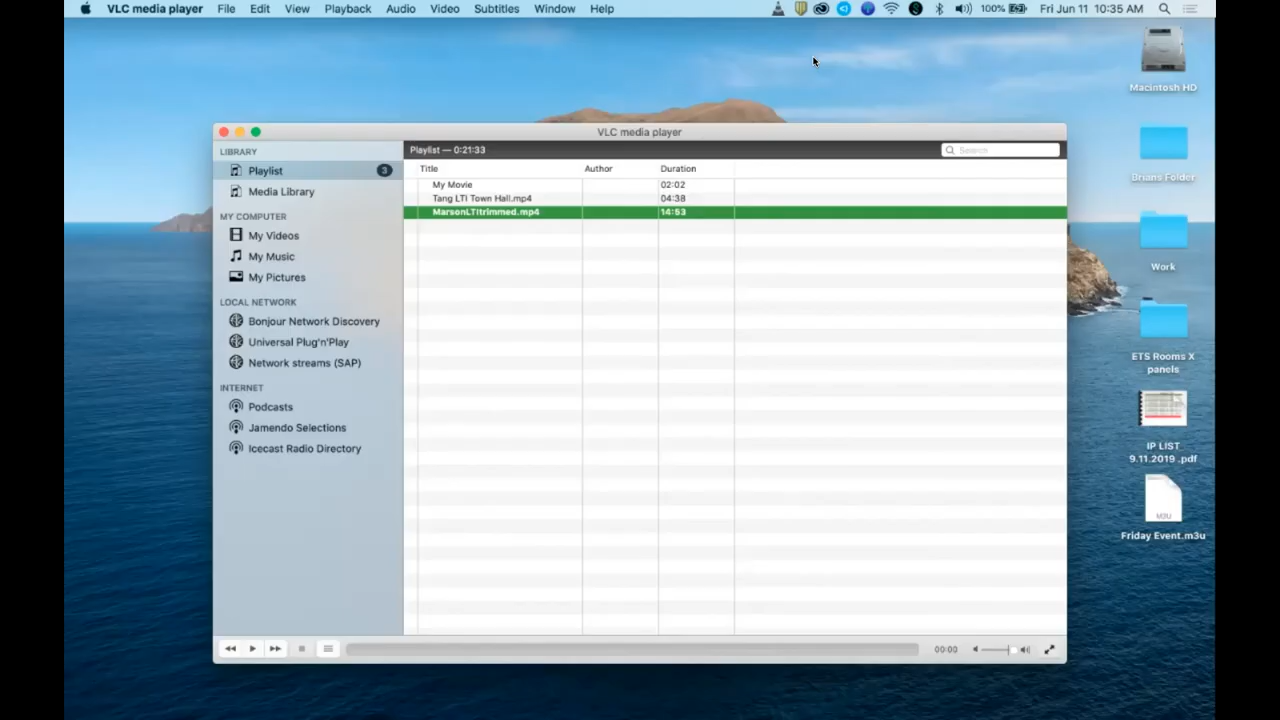 VLC media player File Edit View Playback Audio Video Subtitles Window Help 100% Fri Jun 11 10:35 AM
Macintosh HD
VLC media player
LIBRARY
Playlist 3
Media Library
MY COMPUTER
My Videos
My Music
My Pictures
LOCAL NETWORK
Bonjour Network Discovery
Universal Plug'n'Play
Network streams (SAP)
INTERNET
Podcasts
Jamendo Selections
Icecast Radio Directory
Playlist — 0:21:33
Search
Title Author Duration
My Movie 02:02
Tang LTI Town Hall.mp4 04:38
MarsonLTItrimmed.mp4 14:53
00:00
Brians Folder
Work
ETS Rooms X
panels
IP LIST
9.11.2019 .pdf
M3U
Friday Event.m3u